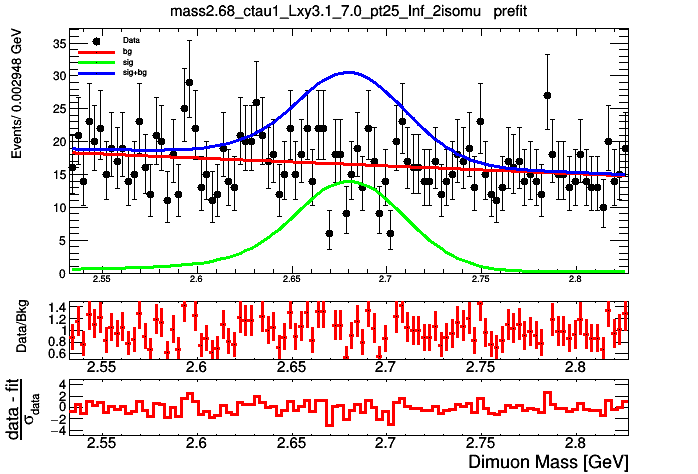 mass2.68_ctau1_Lxy3.1_7.0_pt25_Inf_2isomu prefit
Events/ 0.002948 GeV
35
30
25
20
15
10
5
0
Data
bg
sig
sig+bg
2.55 2.6 2.65 2.7 2.75 2.8
Data/Bkg
1.4
1.2
1.0
0.8
0.6
2.55 2.6 2.65 2.7 2.75 2.8
data - fit
σdata
4
2
0
−2
−4
2.55 2.6 2.65 2.7 2.75 2.8
Dimuon Mass [GeV]